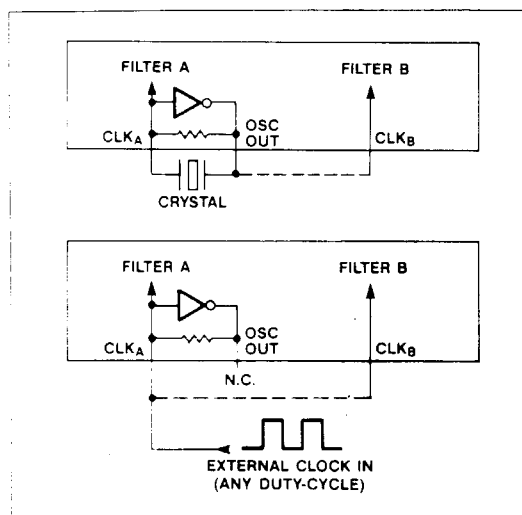 FILTER A FILTER B
OSC
CLKA OUT CLKB
CRYSTAL
FILTER A FILTER B
OSC
CLKA OUT CLKB
N.C.
EXTERNAL CLOCK IN
(ANY DUTY-CYCLE)